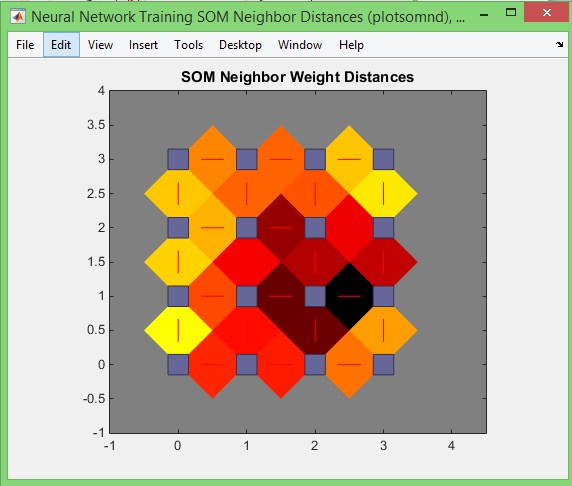 Neural Network Training SOM Neighbor Distances (plotsomnd), ...
File Edit View Insert Tools Desktop Window Help
SOM Neighbor Weight Distances
4
3.5
3
2.5
2
1.5
1
0.5
0
-0.5
-1
-1 0 1 2 3 4